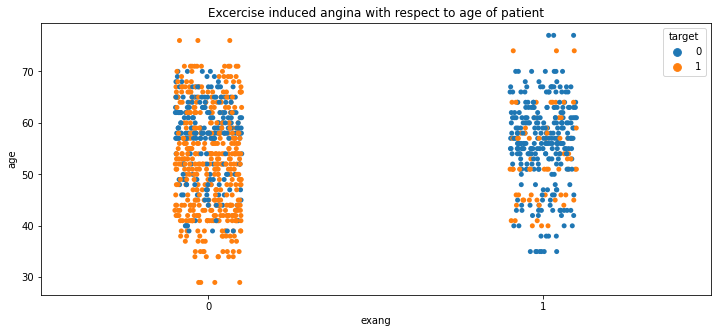 Excercise induced angina with respect to age of patient
target
0
1
70
60
50
40
30
age
0
1
exang